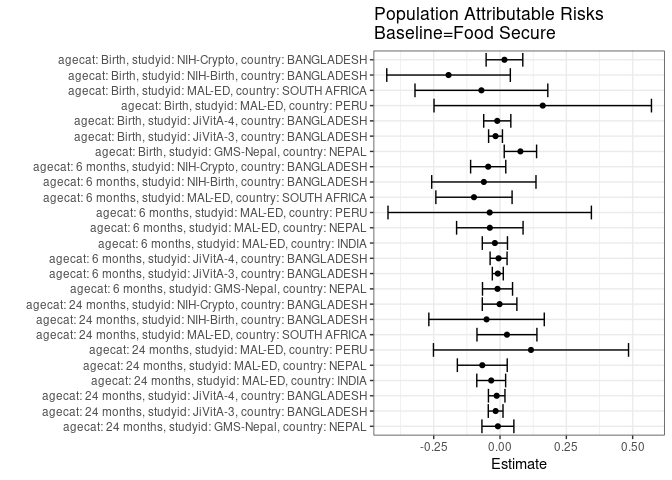 Population Attributable Risks
Baseline=Food Secure
agecat: Birth, studyid: NIH-Crypto, country: BANGLADESH
agecat: Birth, studyid: NIH-Birth, country: BANGLADESH
agecat: Birth, studyid: MAL-ED, country: SOUTH AFRICA
agecat: Birth, studyid: MAL-ED, country: PERU
agecat: Birth, studyid: JiVitA-4, country: BANGLADESH
agecat: Birth, studyid: JiVitA-3, country: BANGLADESH
agecat: Birth, studyid: GMS-Nepal, country: NEPAL
agecat: 6 months, studyid: NIH-Crypto, country: BANGLADESH
agecat: 6 months, studyid: NIH-Birth, country: BANGLADESH
agecat: 6 months, studyid: MAL-ED, country: SOUTH AFRICA
agecat: 6 months, studyid: MAL-ED, country: PERU
agecat: 6 months, studyid: MAL-ED, country: NEPAL
agecat: 6 months, studyid: MAL-ED, country: INDIA
agecat: 6 months, studyid: JiVitA-4, country: BANGLADESH
agecat: 6 months, studyid: JiVitA-3, country: BANGLADESH
agecat: 6 months, studyid: GMS-Nepal, country: NEPAL
agecat: 24 months, studyid: NIH-Crypto, country: BANGLADESH
agecat: 24 months, studyid: NIH-Birth, country: BANGLADESH
agecat: 24 months, studyid: MAL-ED, country: SOUTH AFRICA
agecat: 24 months, studyid: MAL-ED, country: PERU
agecat: 24 months, studyid: MAL-ED, country: NEPAL
agecat: 24 months, studyid: MAL-ED, country: INDIA
agecat: 24 months, studyid: JiVitA-4, country: BANGLADESH
agecat: 24 months, studyid: JiVitA-3, country: BANGLADESH
agecat: 24 months, studyid: GMS-Nepal, country: NEPAL
-0.25 0.00 0.25 0.50
Estimate